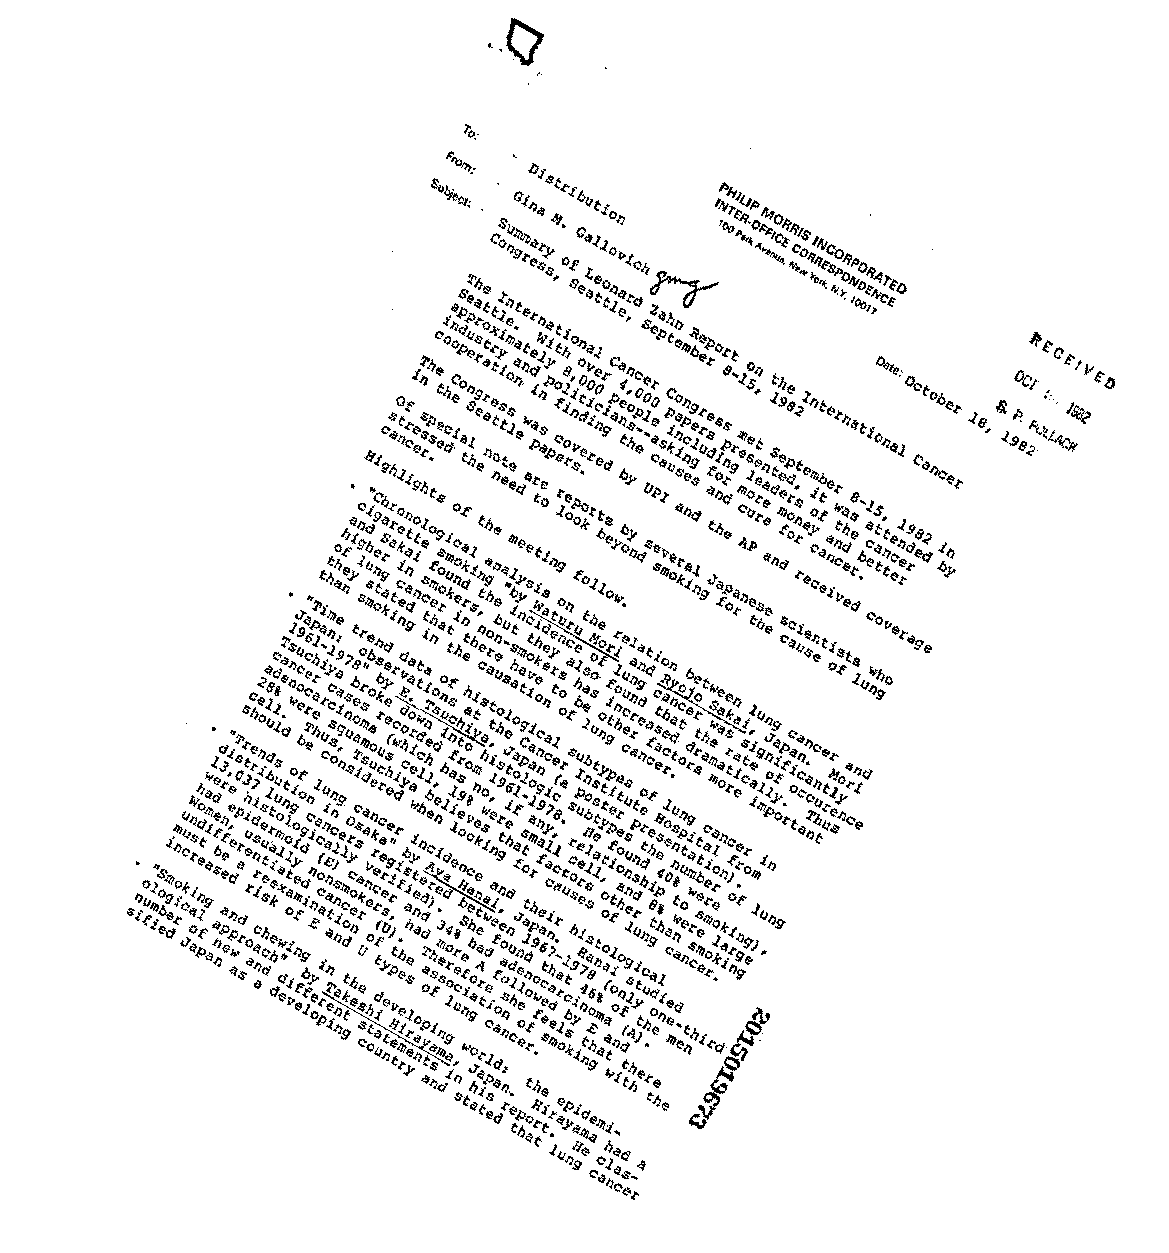 PHILIP MORRIS INCORPORATED
INTER-OFFICE CORRESPONDENCE
100 Park Avenue, New York, N.Y. 10017
RECEIVED
OCT 1982
S. P. POLLACK
To: Distribution
Date: October 18, 1982
From: Gina M. Gallovich gmg
Subject: Summary of Leonard Zahn Report on the International Cancer
Congress, Seattle, September 8-15, 1982
The International Cancer Congress met September 8-15, 1982 in
Seattle. With over 4,000 papers presented, it was attended by
approximately 8,000 people including leaders of the cancer
industry and politicians--asking for more money and better
cooperation in finding the causes and cure for cancer.
The Congress was covered by UPI and the AP and received coverage
in the Seattle papers.
Of special note are reports by several Japanese scientists who
stressed the need to look beyond smoking for the cause of lung
cancer.
Highlights of the meeting follow.
• "Chronological analysis on the relation between lung cancer and
cigarette smoking "by Waturu Mori and Ryojo Sakai, Japan. Mori
and Sakai found the incidence of lung cancer was significantly
higher in smokers, but they also found that the rate of occurence
of lung cancer in non-smokers has increased dramatically. Thus
they stated that there have to be other factors more important
than smoking in the causation of lung cancer.
• "Time trend data of histological subtypes of lung cancer in
Japan: observations at the Cancer Institute Hospital from
1961-1978" by E. Tsuchiya, Japan (a poster presentation).
Tsuchiya broke down into histologic subtypes the number of lung
cancer cases recorded from 1961-1978. He found 40% were
adenocarcinoma (which has no, if any, relationship to smoking),
25% were squamous cell, 19% were small cell, and 8% were large
cell. Thus, Tsuchiya believes that factors other than smoking
should be considered when locking for causes of lung cancer.
• "Trends of lung cancer incidence and their histological
distribution in Osaka" by Aya Hanai, Japan. Hanai studied
13,037 lung cancers registered between 1967-1978 (only one-third
were histologically verified). She found that 46% of the men
had epidermoid (E) cancer and 34% had adenocarcinoma (A).
Women, usually nonsmokers, had more A followed by E and
undifferentiated cancer (U). Therefore she feels that there
must be a reexamination of the association of smoking with the
increased risk of E and U types of lung cancer.
• "Smoking and chewing in the developing world: the epidemi-
ological approach" by Takeshi Hirayama, Japan. Hirayama had a
number of new and different statements in his report. He clas-
sified Japan as a developing country and stated that lung cancer
2015019673